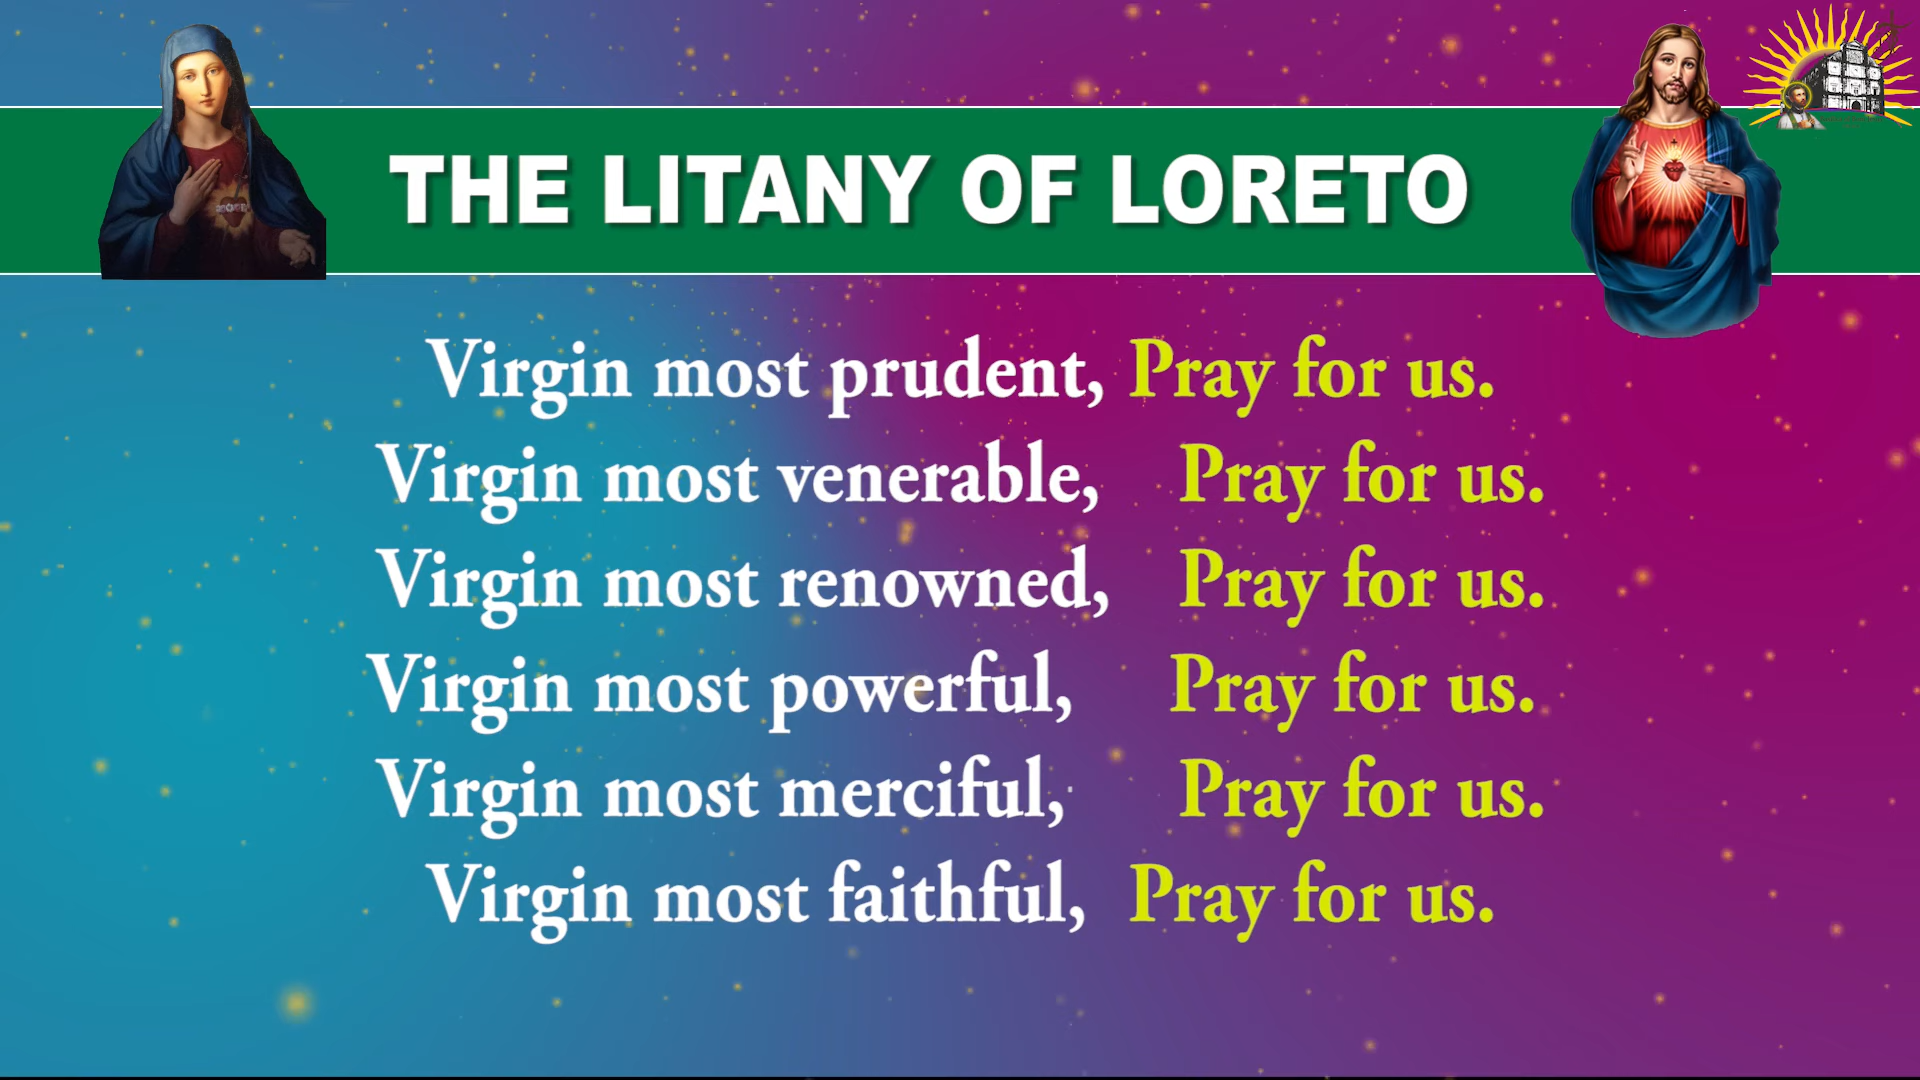 THE LITANY OF LORETO
Virgin most prudent, Pray for us.
Virgin most venerable, Pray for us.
Virgin most renowned, Pray for us.
Virgin most powerful, Pray for us.
Virgin most merciful, Pray for us.
Virgin most faithful, Pray for us.